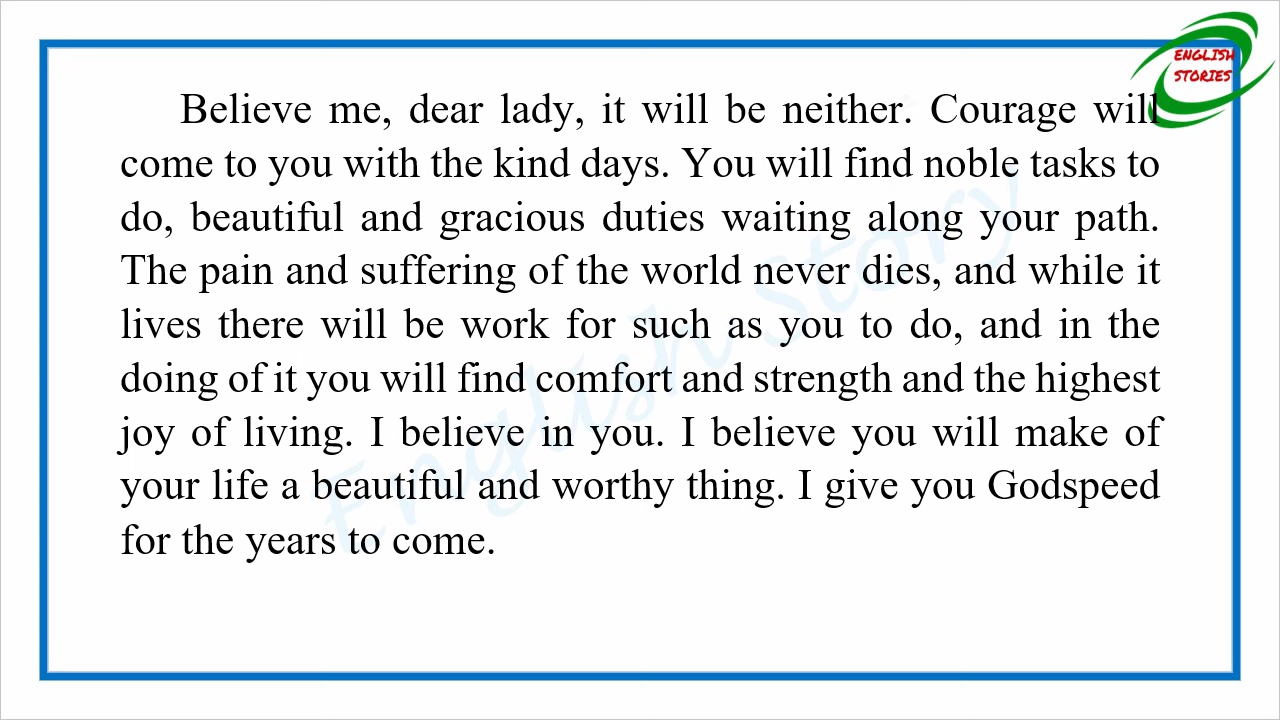 ENGLISH
STORIES
Believe me, dear lady, it will be neither. Courage will
come to you with the kind days. You will find noble tasks to
do, beautiful and gracious duties waiting along your path.
The pain and suffering of the world never dies, and while it
lives there will be work for such as you to do, and in the
doing of it you will find comfort and strength and the highest
joy of living. I believe in you. I believe you will make of
your life a beautiful and worthy thing. I give you Godspeed
for the years to come.
English Story